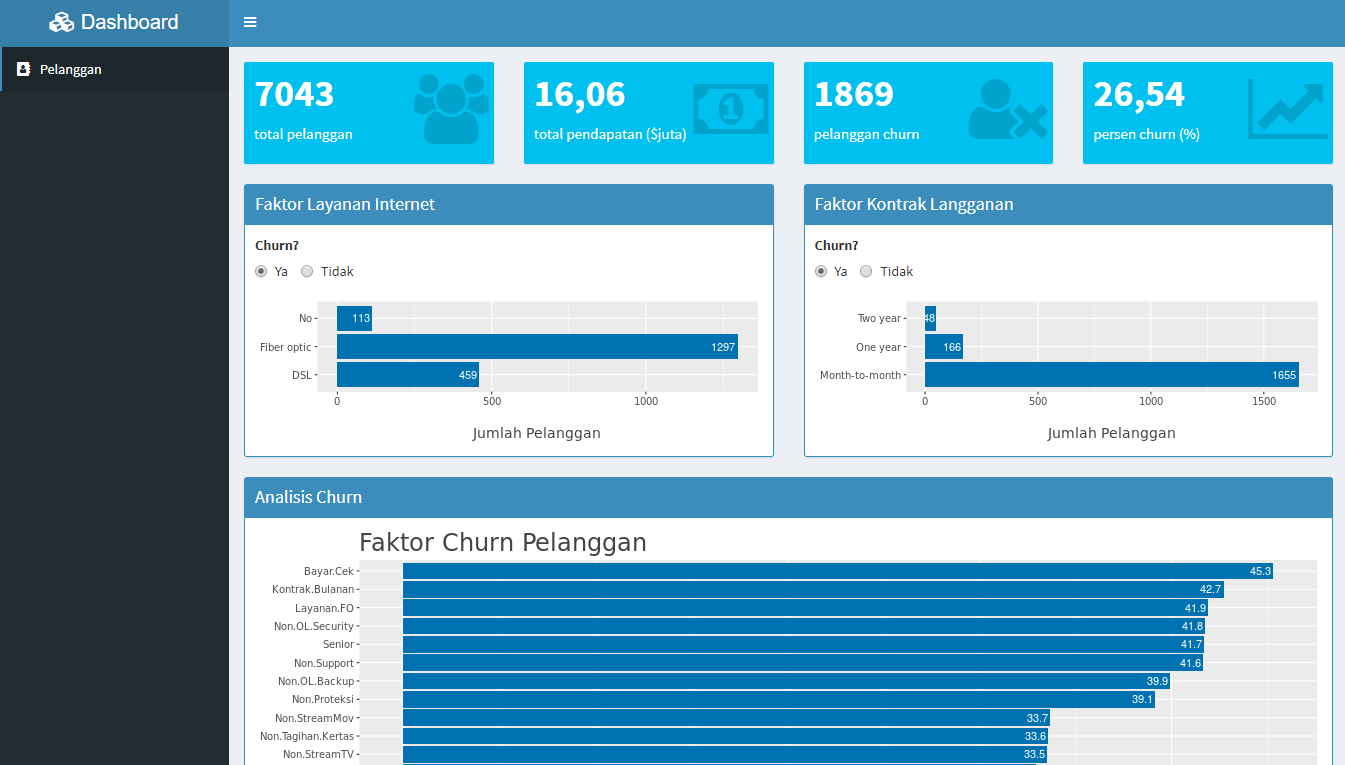 Dashboard
Pelanggan
7043
total pelanggan
16,06
total pendapatan ($juta)
1
1869
pelanggan churn
26,54
persen churn (%)
Faktor Layanan Internet
Churn?
Ya Tidak
No 113
Fiber optic 1297
DSL 459
0 500 1000
Jumlah Pelanggan
Faktor Kontrak Langganan
Churn?
Ya Tidak
Two year 48
One year 166
Month-to-month 1655
0 500 1000 1500
Jumlah Pelanggan
Analisis Churn
Faktor Churn Pelanggan
Bayar.Cek 45.3
Kontrak.Bulanan 42.7
Layanan.FO 41.9
Non.OL.Security 41.8
Senior 41.7
Non.Support 41.6
Non.OL.Backup 39.9
Non.Proteksi 39.1
Non.StreamMov 33.7
Non.Tagihan.Kertas 33.6
Non.StreamTV 33.5